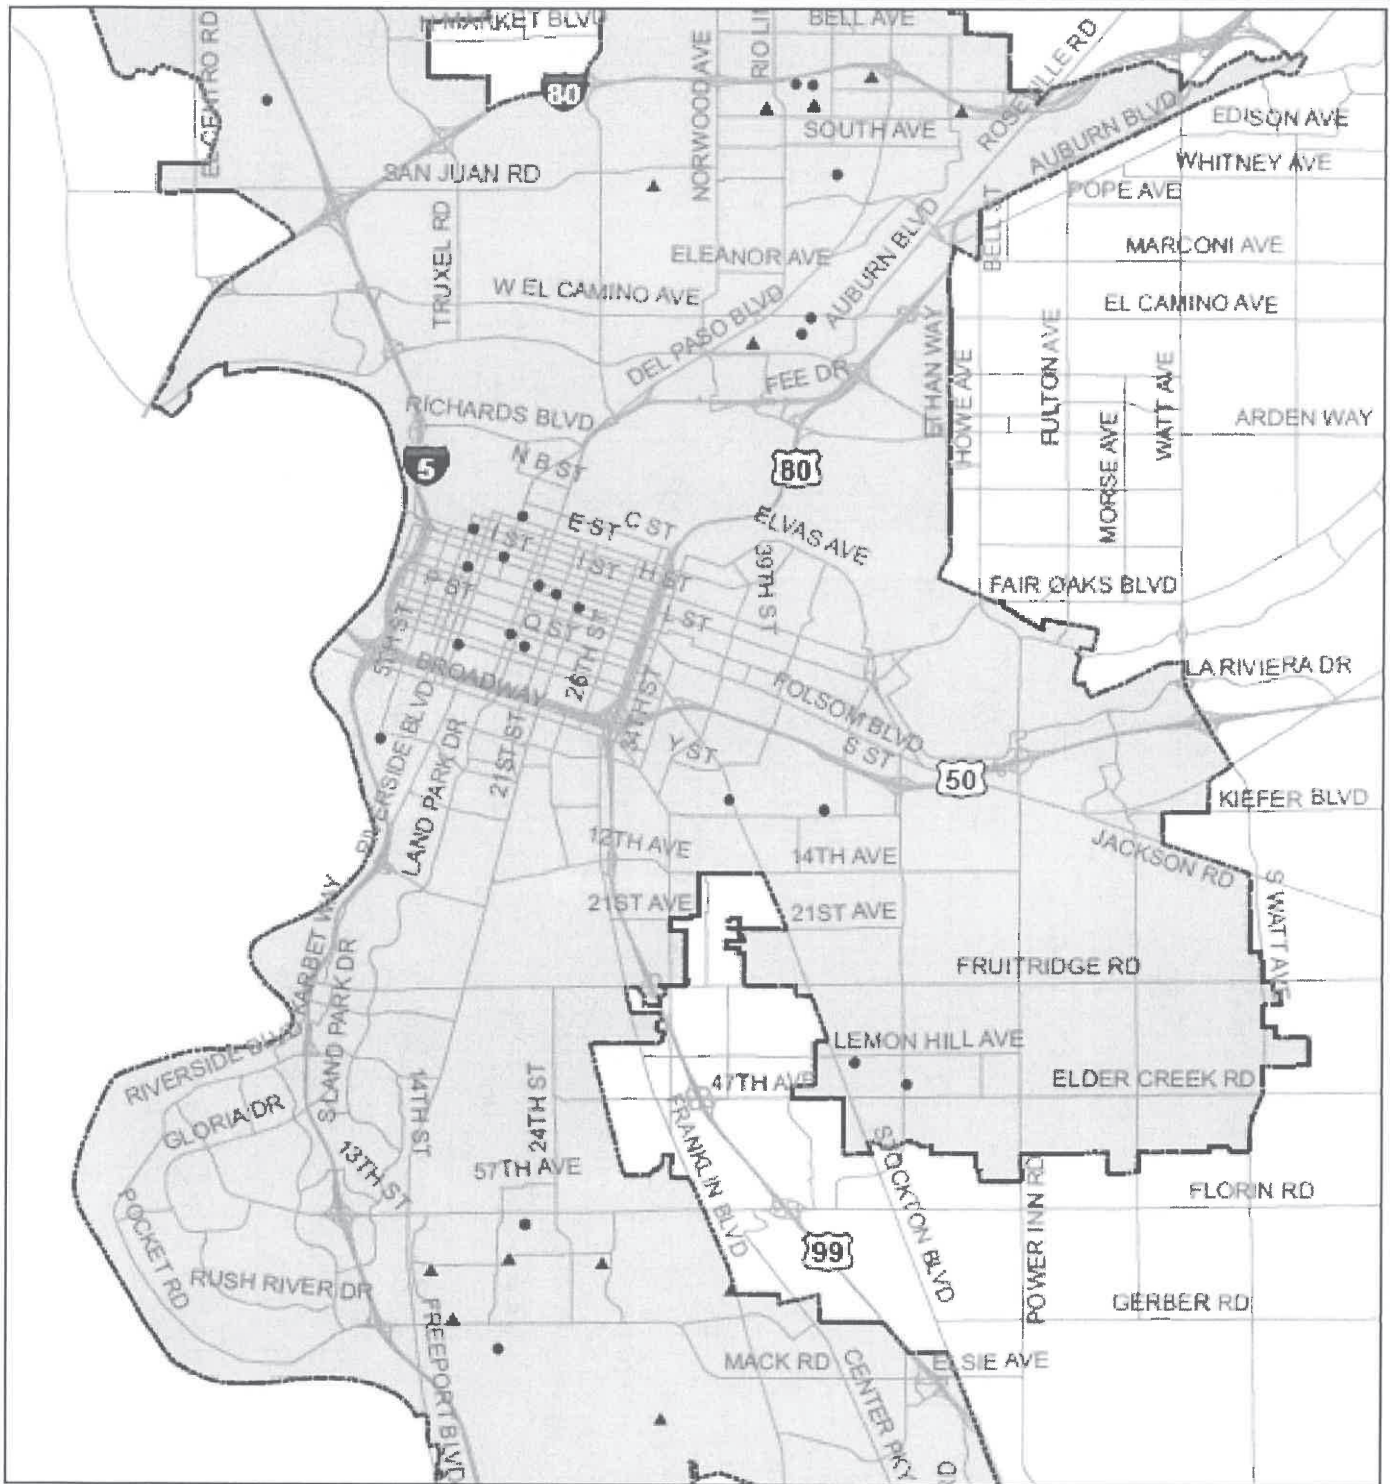 N MARKET BLVD
BELL AVE
EL CENTRO RD
NORWOOD AVE
RIO LI
ROSEVILLE RD
80
SOUTH AVE
AUBURN BLVD
EDISON AVE
WHITNEY AVE
SAN JUAN RD
POPE AVE
TRUXEL RD
BELL ST
MARCONI AVE
ELEANOR AVE
AUBURN BLVD
W EL CAMINO AVE
EL CAMINO AVE
DEL PASO BLVD
FEE DR
ETHAN WAY
HOWE AVE
FULTON AVE
MORSE AVE
WATT AVE
ARDEN WAY
RICHARDS BLVD
N B ST
5
80
E ST
C ST
ELVAS AVE
I ST
I ST
H ST
39TH ST
P ST
FAIR OAKS BLVD
Q ST
L ST
5TH ST
26TH ST
BROADWAY
LA RIVIERA DR
34TH ST
FOLSOM BLVD
RIVERSIDE BLVD
LAND PARK DR
21ST ST
Y ST
S ST
50
KIEFER BLVD
12TH AVE
14TH AVE
JACKSON RD
21ST AVE
21ST AVE
S WATT AVE
KARBET WAY
S LAND PARK DR
FRUITRIDGE RD
RIVERSIDE BLVD
LEMON HILL AVE
47TH AVE
ELDER CREEK RD
GLORIA DR
14TH ST
24TH ST
13TH ST
57TH AVE
FRANKLIN BLVD
STOCKTON BLVD
POWER INN RD
FLORIN RD
POCKET RD
99
RUSH RIVER DR
GERBER RD
FREEPORT BLVD
MACK RD
CENTER PKY
ELSIE AVE
RD